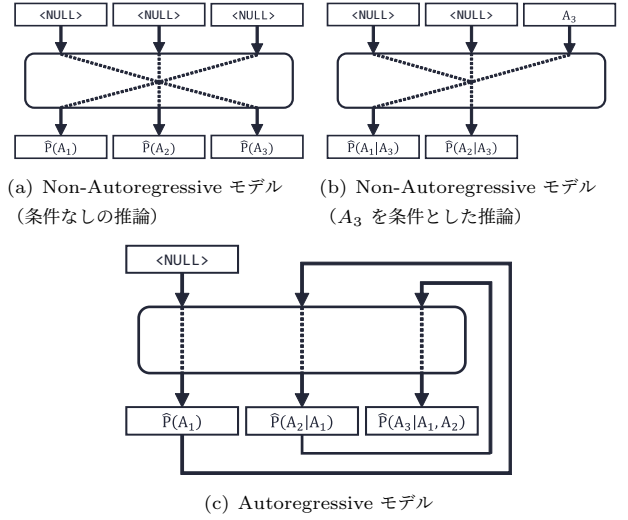 <NULL> <NULL> <NULL>
P̂(A₁) P̂(A₂) P̂(A₃)
(a) Non-Autoregressive モデル
（条件なしの推論）
<NULL> <NULL> A₃
P̂(A₁|A₃) P̂(A₂|A₃)
(b) Non-Autoregressive モデル
（A₃ を条件とした推論）
<NULL>
P̂(A₁) P̂(A₂|A₁) P̂(A₃|A₁,A₂)
(c) Autoregressive モデル